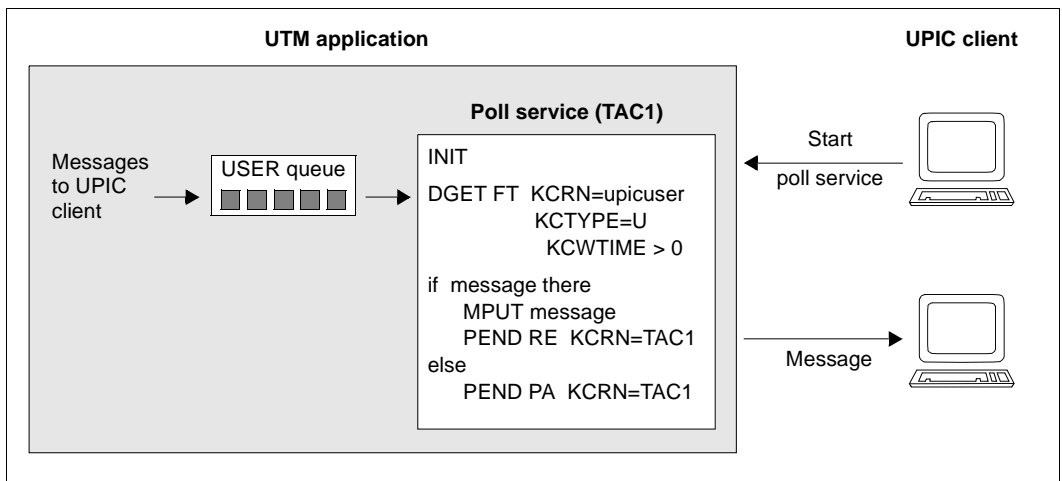 UTM application
UPIC client
Poll service (TAC1)
Messages
to UPIC
client
USER queue
INIT
DGET FT KCRN=upicuser
KCTYPE=U
KCWTIME > 0
if message there
MPUT message
PEND RE KCRN=TAC1
else
PEND PA KCRN=TAC1
Start
poll service
Message